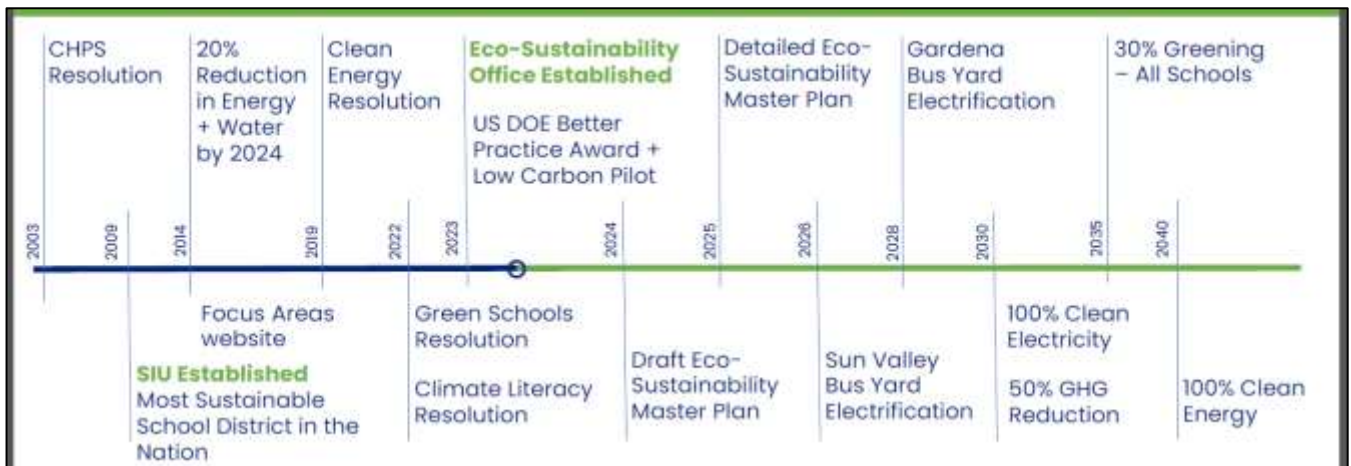 CHPS
Resolution
20%
Reduction
in Energy
+ Water
by 2024
Clean
Energy
Resolution
Eco-Sustainability
Office Established
US DOE Better
Practice Award +
Low Carbon Pilot
Detailed Eco-
Sustainability
Master Plan
Gardena
Bus Yard
Electrification
30% Greening
– All Schools
2003
2009
2014
2019
2022
2023
2024
2025
2026
2028
2030
2035
2040
Focus Areas
website
SIU Established
Most Sustainable
School District in the
Nation
Green Schools
Resolution
Climate Literacy
Resolution
Draft Eco-
Sustainability
Master Plan
Sun Valley
Bus Yard
Electrification
100% Clean
Electricity
50% GHG
Reduction
100% Clean
Energy